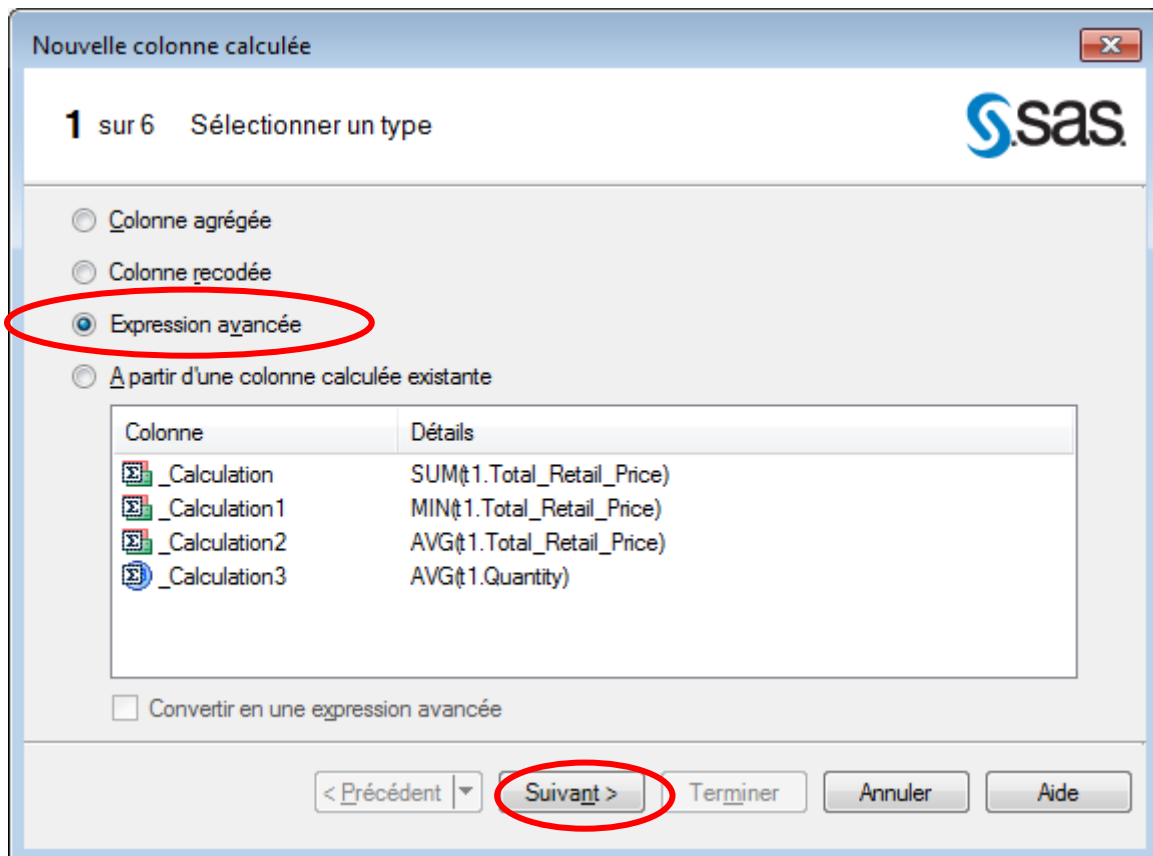 Nouvelle colonne calculée
1 sur 6 Sélectionner un type
sas
Colonne agrégée
Colonne recodée
Expression avancée
A partir d'une colonne calculée existante
Colonne Détails
_Calculation SUM(t1.Total_Retail_Price)
_Calculation1 MIN(t1.Total_Retail_Price)
_Calculation2 AVG(t1.Total_Retail_Price)
_Calculation3 AVG(t1.Quantity)
Convertir en une expression avancée
< Précédent Suivant > Terminer Annuler Aide